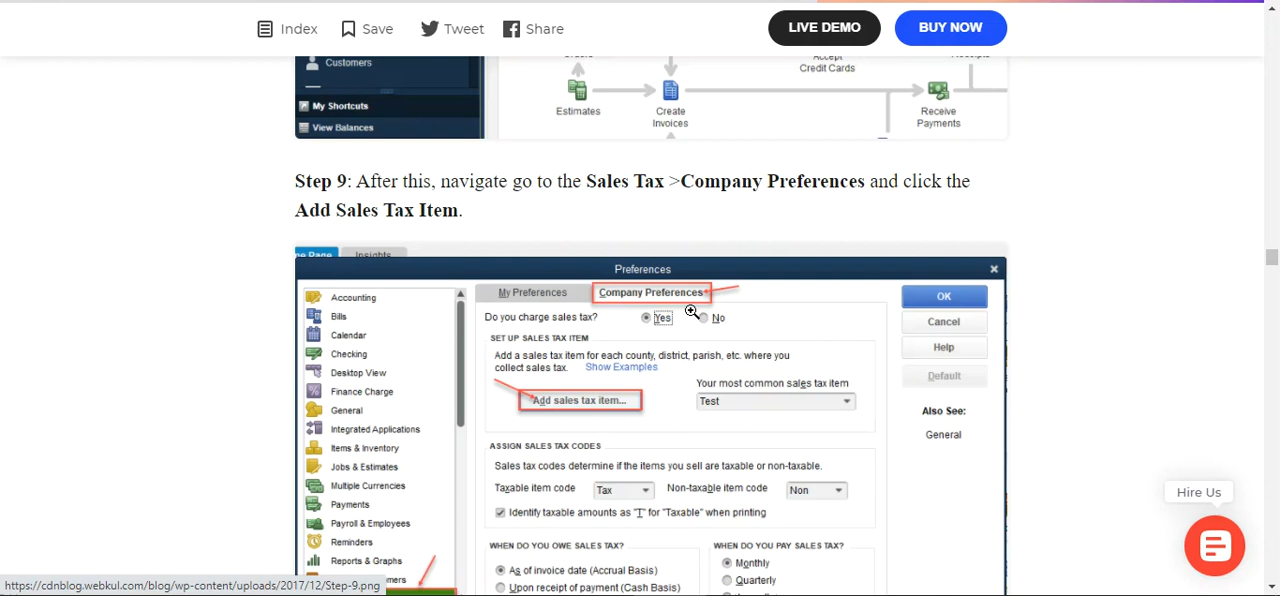 Index
Save
Tweet
Share
LIVE DEMO
BUY NOW
Customers
My Shortcuts
View Balances
Accept
Credit Cards
Estimates
Create
Invoices
Receive
Payments
Step 9: After this, navigate go to the Sales Tax >Company Preferences and click the
Add Sales Tax Item.
me Page
Insights
Preferences
Accounting
Bills
Calendar
Checking
Desktop View
Finance Charge
General
Integrated Applications
Items & Inventory
Jobs & Estimates
Multiple Currencies
Payments
Payroll & Employees
Reminders
Reports & Graphs
My Preferences
Company Preferences
Do you charge sales tax?
Yes
No
SET UP SALES TAX ITEM
Add a sales tax item for each county, district, parish, etc. where you
collect sales tax.
Show Examples
Add sales tax item...
Your most common sales tax item
Test
ASSIGN SALES TAX CODES
Sales tax codes determine if the items you sell are taxable or non-taxable.
Taxable item code
Tax
Non-taxable item code
Non
Identify taxable amounts as "T" for "Taxable" when printing
WHEN DO YOU OWE SALES TAX?
As of invoice date (Accrual Basis)
Upon receipt of payment (Cash Basis)
WHEN DO YOU PAY SALES TAX?
Monthly
Quarterly
OK
Cancel
Help
Default
Also See:
General
Hire Us
https://cdnblog.webkul.com/blog/wp-content/uploads/2017/12/Step-9.png